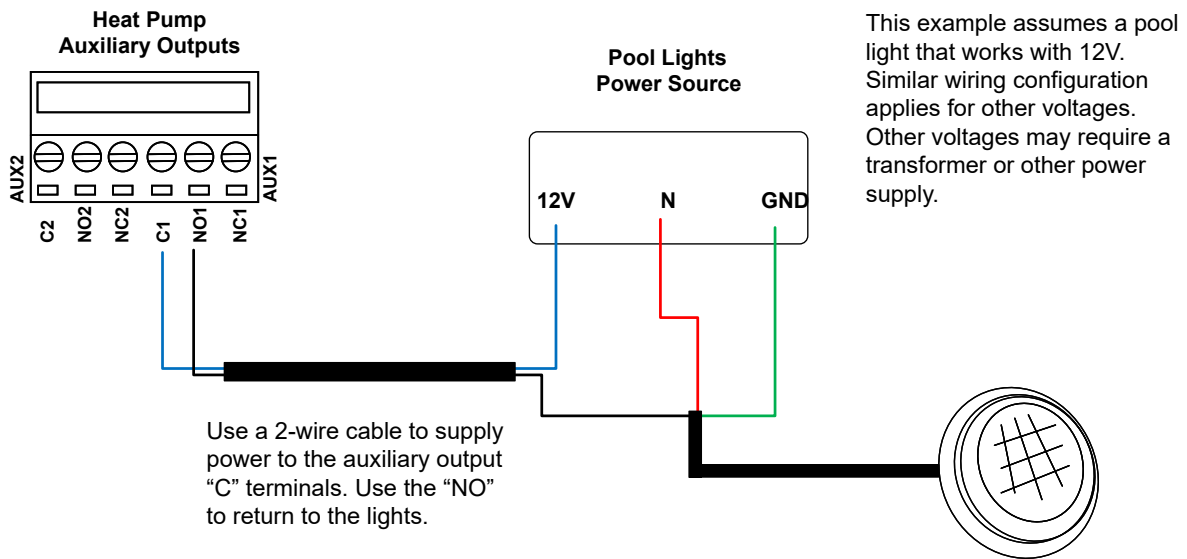 Heat Pump
Auxiliary Outputs
AUX2
AUX1
C2
NO2
NC2
C1
NO1
NC1
Pool Lights
Power Source
12V
N
GND
This example assumes a pool
light that works with 12V.
Similar wiring configuration
applies for other voltages.
Other voltages may require a
transformer or other power
supply.
Use a 2-wire cable to supply
power to the auxiliary output
“C” terminals. Use the “NO”
to return to the lights.